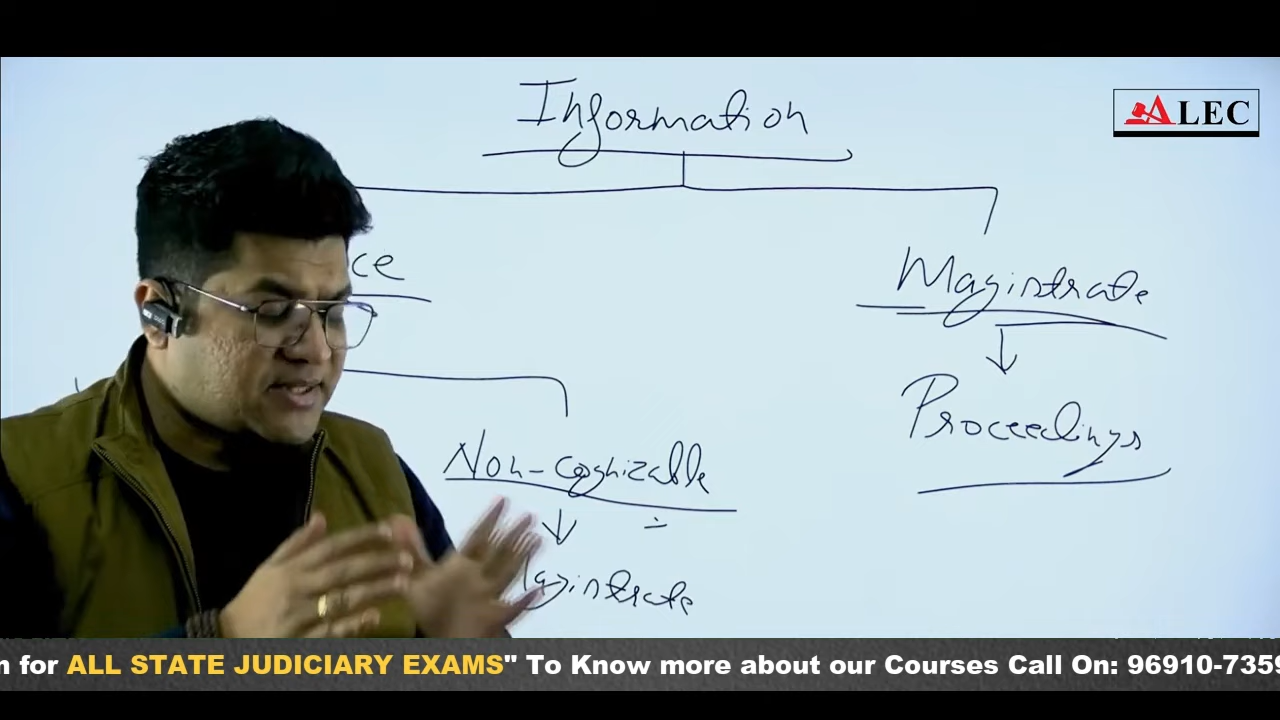 Information
ALEC
ce
Magistrate
Proceedings
Non-cognizable
agistrate
n for ALL STATE JUDICIARY EXAMS" To Know more about our Courses Call On: 96910-7359